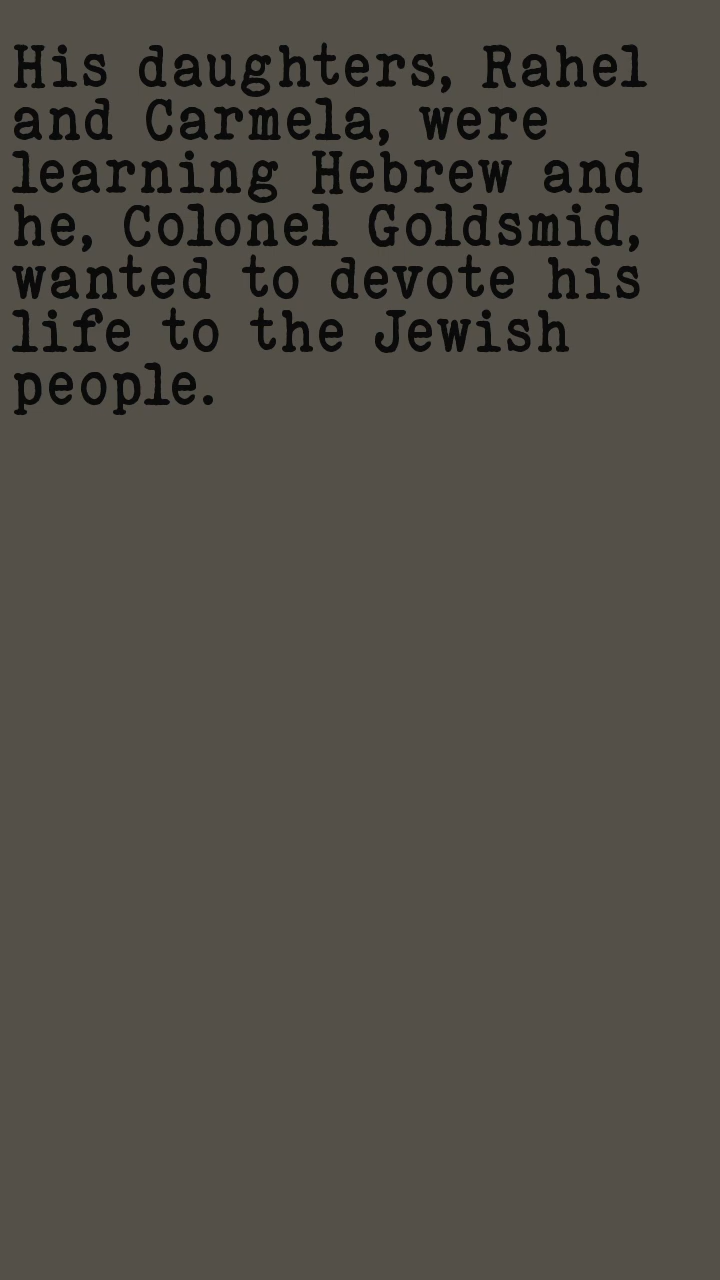 His daughters, Rahel
and Carmela, were
learning Hebrew and
he, Colonel Goldsmid,
wanted to devote his
life to the Jewish
people.